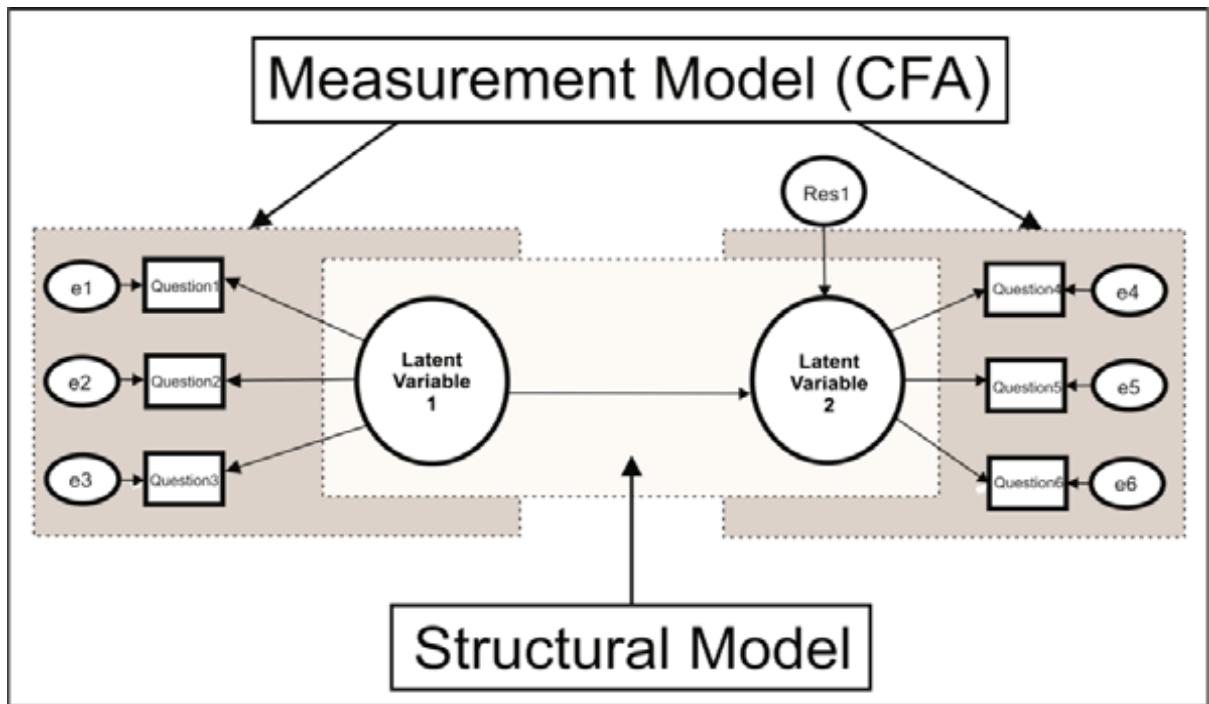 Measurement Model (CFA)
Res1
e1
Question1
e2
Question2
e3
Question3
Latent
Variable
1
Latent
Variable
2
Question4
e4
Question5
e5
Question6
e6
Structural Model